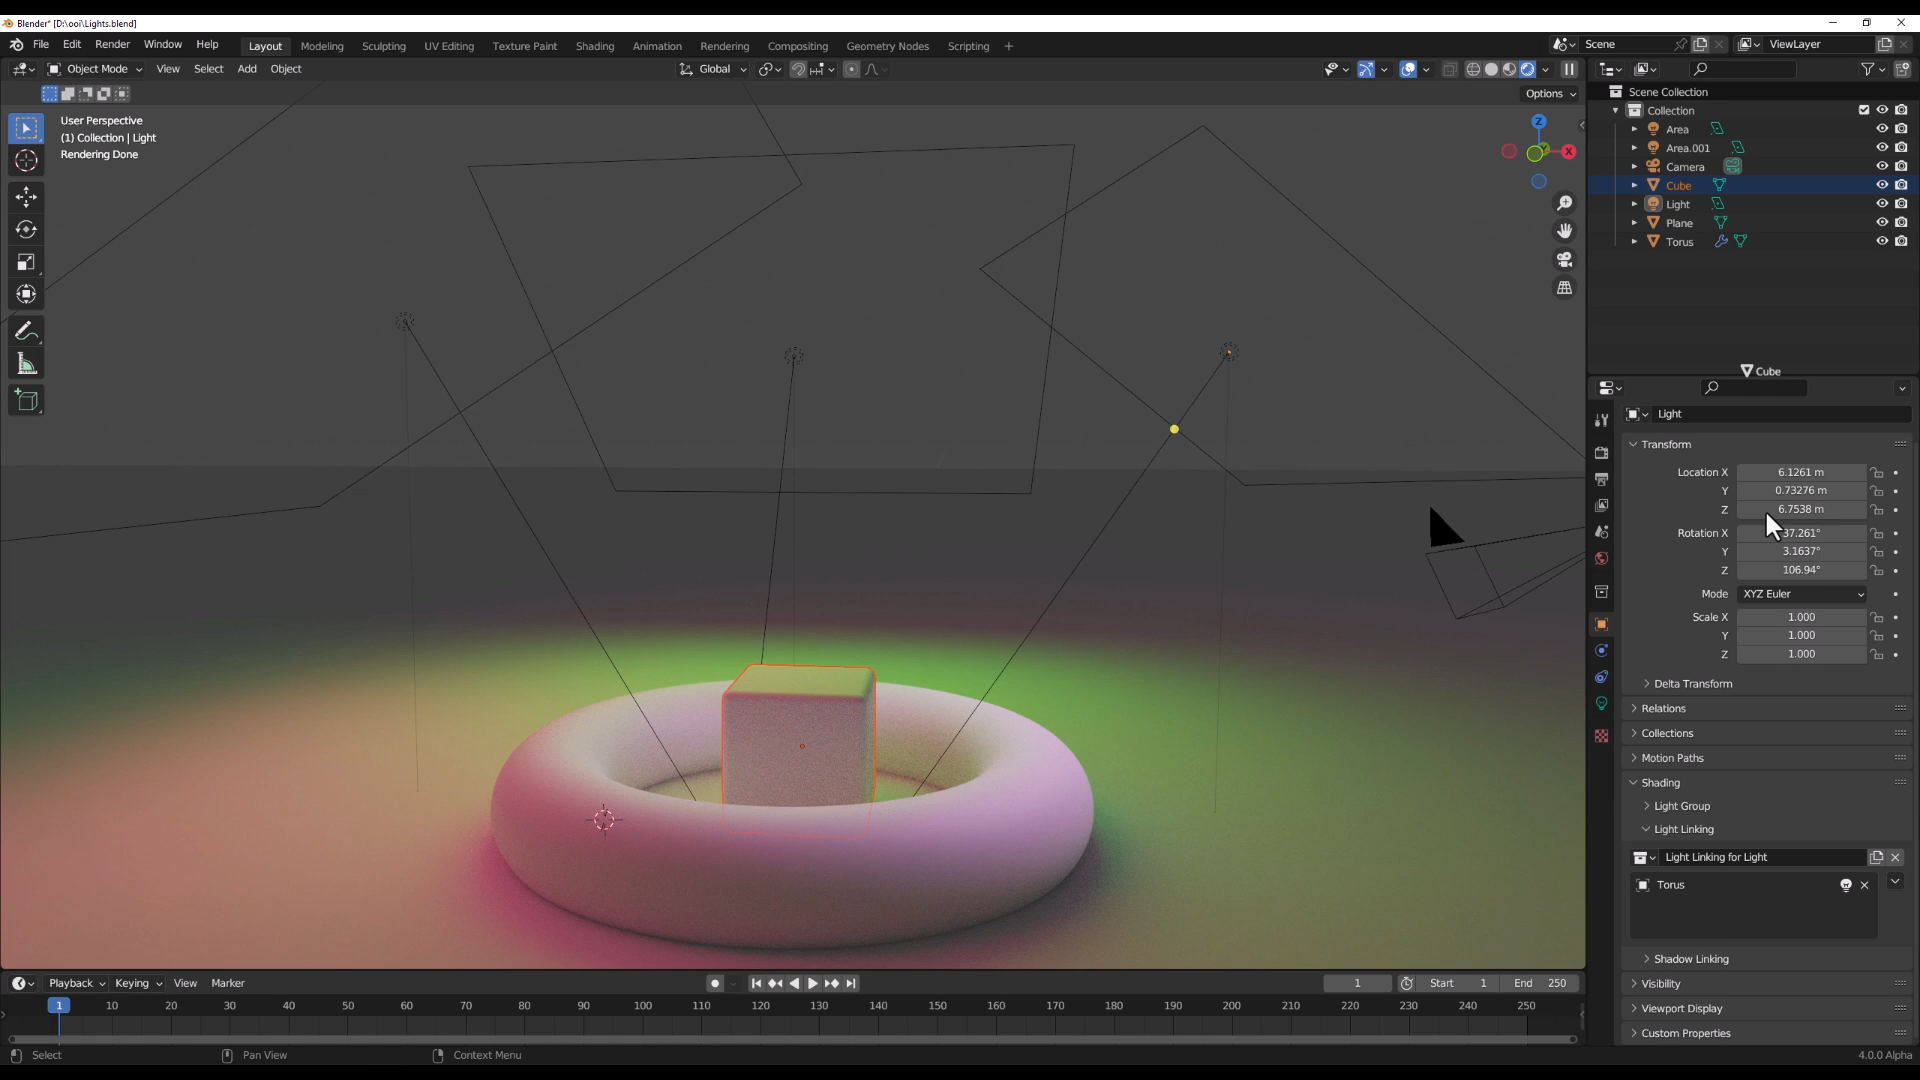 Blender* [D:\ooi\Lights.blend]
File Edit Render Window Help Layout Modeling Sculpting UV Editing Texture Paint Shading Animation Rendering Compositing Geometry Nodes Scripting + Scene ViewLayer
Object Mode View Select Add Object Global
Options
User Perspective
(1) Collection | Light
Rendering Done
Z
Y
X
Scene Collection
Collection
Area
Area.001
Camera
Cube
Light
Plane
Torus
Cube
Light
Transform
Location X 6.1261 m
Y 0.73276 m
Z 6.7538 m
Rotation X 37.261°
Y 3.1637°
Z 106.94°
Mode XYZ Euler
Scale X 1.000
Y 1.000
Z 1.000
Delta Transform
Relations
Collections
Motion Paths
Shading
Light Group
Light Linking
Light Linking for Light
Torus
Shadow Linking
Visibility
Viewport Display
Custom Properties
Playback Keying View Marker 1 Start 1 End 250
1 10 20 30 40 50 60 70 80 90 100 110 120 130 140 150 160 170 180 190 200 210 220 230 240 250
Select Pan View Context Menu 4.0.0 Alpha